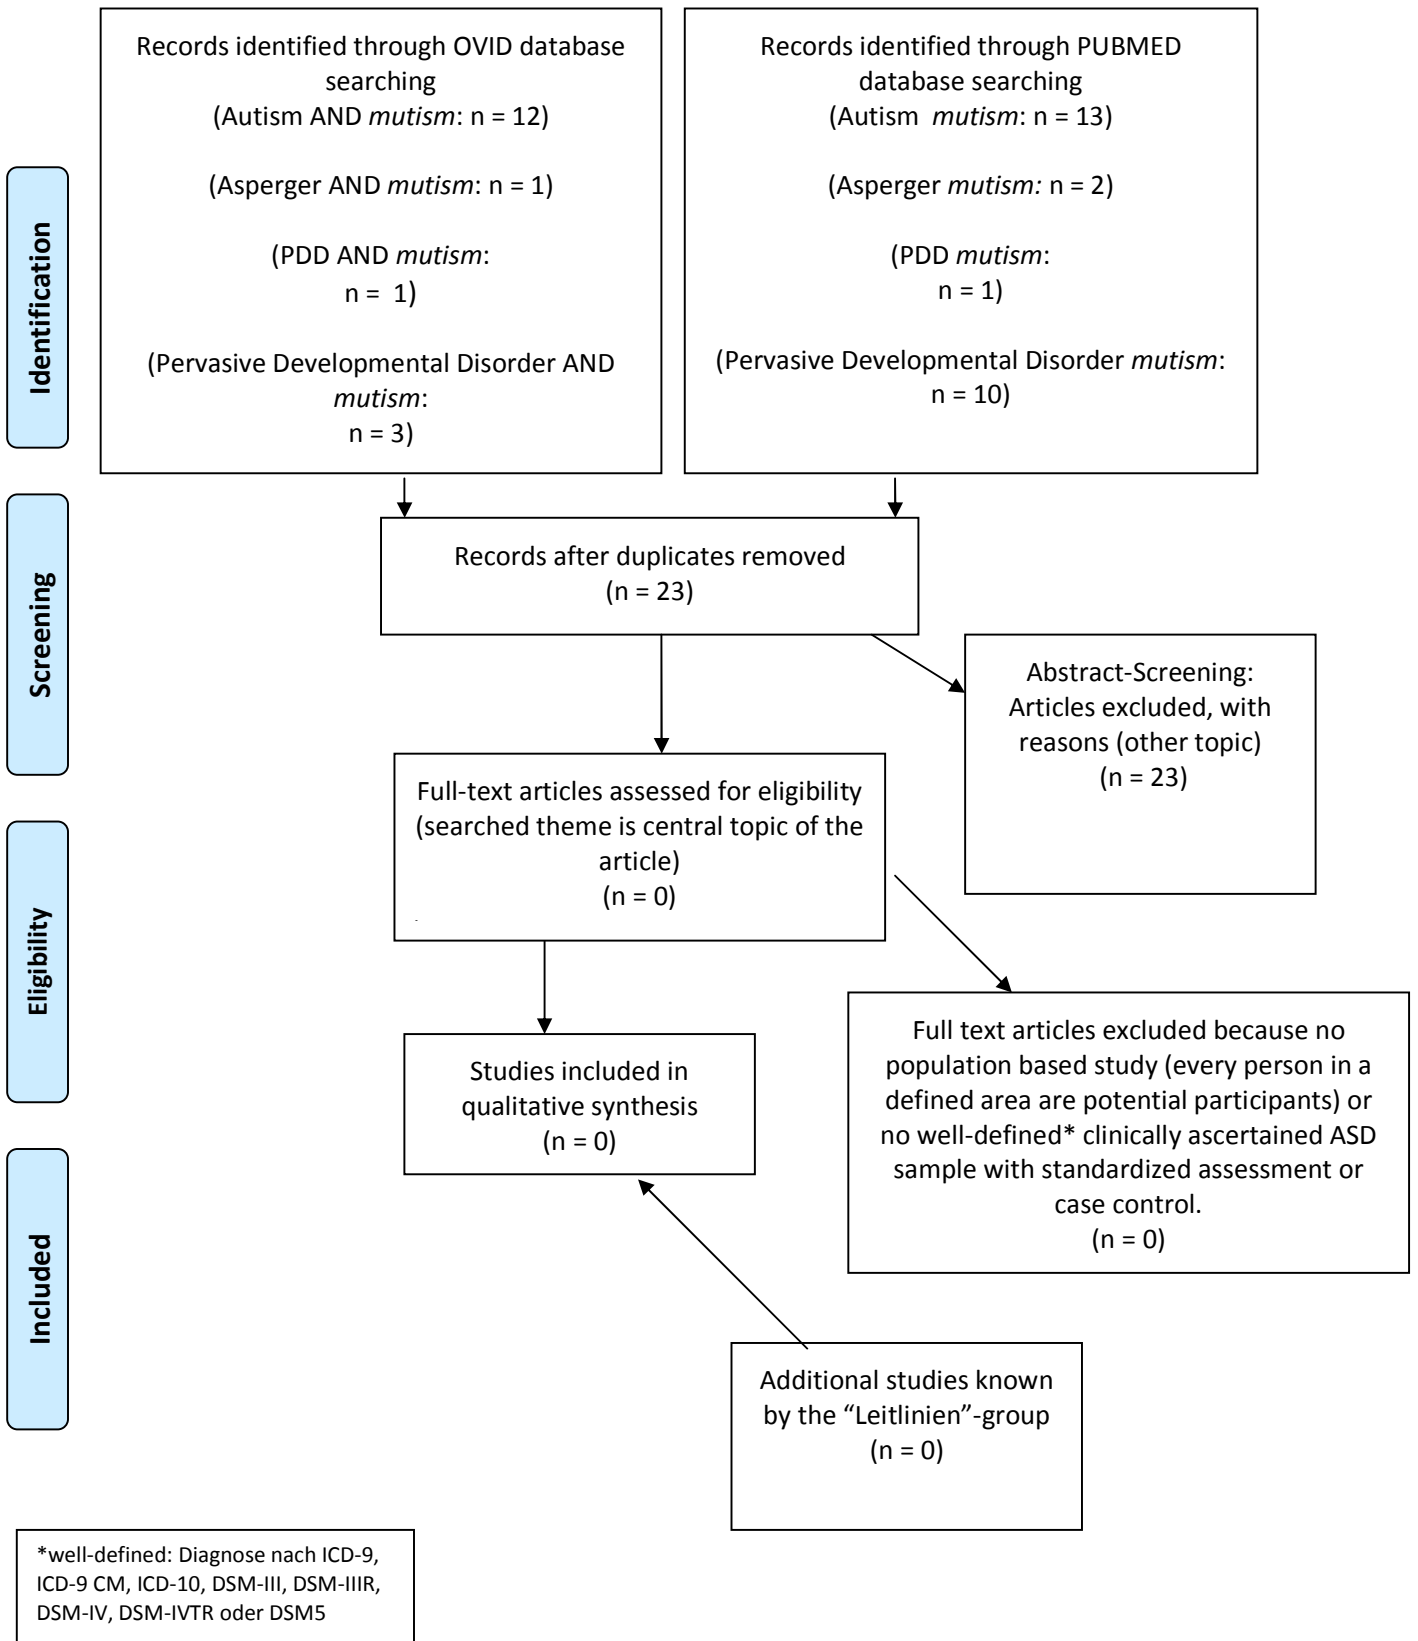 Records identified through OVID database
searching
(Autism AND mutism: n = 12)
(Asperger AND mutism: n = 1)
(PDD AND mutism:
n =  1)
(Pervasive Developmental Disorder AND
mutism:
n = 3)
Records identified through PUBMED
database searching
(Autism  mutism: n = 13)
(Asperger mutism: n = 2)
(PDD mutism:
n = 1)
(Pervasive Developmental Disorder mutism:
n = 10)
Identification
Records after duplicates removed
(n = 23)
Screening
Abstract-Screening:
Articles excluded, with
reasons (other topic)
(n = 23)
Full-text articles assessed for eligibility
(searched theme is central topic of the
article)
(n = 0)
Eligibility
Full text articles excluded because no
population based study (every person in a
defined area are potential participants) or
no well-defined* clinically ascertained ASD
sample with standardized assessment or
case control.
(n = 0)
Studies included in
qualitative synthesis
(n = 0)
Included
Additional studies known
by the “Leitlinien”-group
(n = 0)
*well-defined: Diagnose nach ICD-9,
ICD-9 CM, ICD-10, DSM-III, DSM-IIIR,
DSM-IV, DSM-IVTR oder DSM5